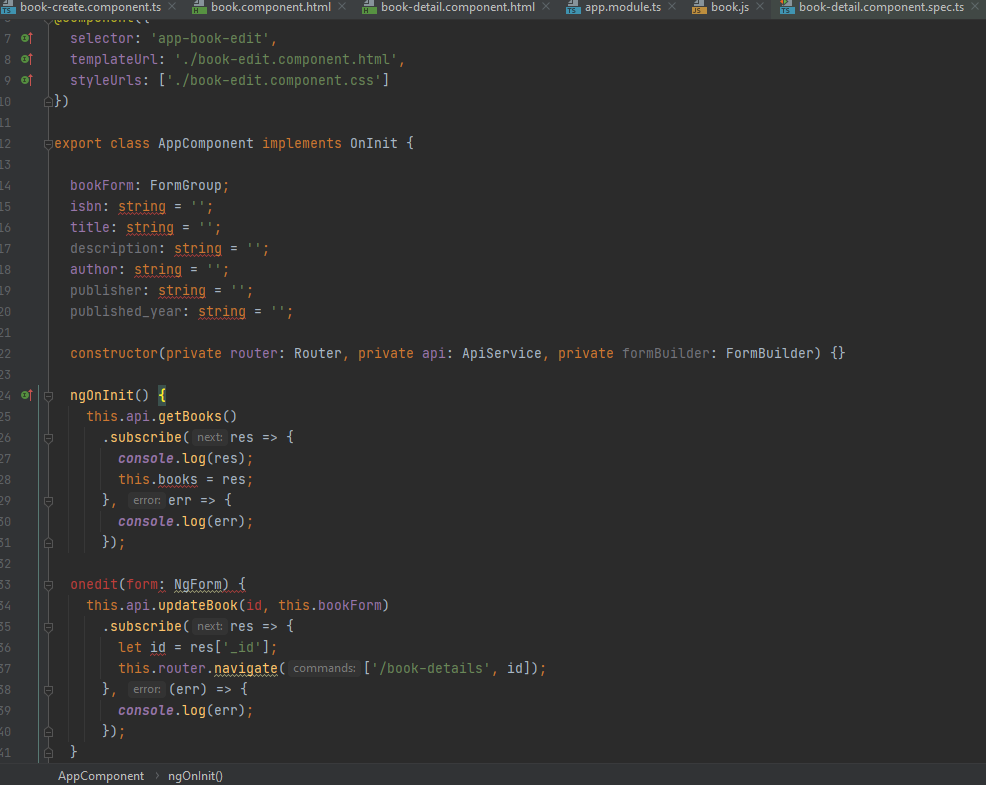 book-create.component.ts book.component.html book-detail.component.html app.module.ts book.js book-detail.component.spec.ts
7 selector: 'app-book-edit',
8 templateUrl: './book-edit.component.html',
9 styleUrls: ['./book-edit.component.css']
10 })
11
12 export class AppComponent implements OnInit {
13
14 bookForm: FormGroup;
15 isbn: string = '';
16 title: string = '';
17 description: string = '';
18 author: string = '';
19 publisher: string = '';
20 published_year: string = '';
21
22 constructor(private router: Router, private api: ApiService, private formBuilder: FormBuilder) {}
23
24 ngOnInit() {
25 this.api.getBooks()
26 .subscribe( next: res => {
27 console.log(res);
28 this.books = res;
29 }, error: err => {
30 console.log(err);
31 });
32
33 onedit(form: NgForm) {
34 this.api.updateBook(id, this.bookForm)
35 .subscribe( next: res => {
36 let id = res['_id'];
37 this.router.navigate( commands: ['/book-details', id]);
38 }, error: (err) => {
39 console.log(err);
40 });
41 }
AppComponent > ngOnInit()